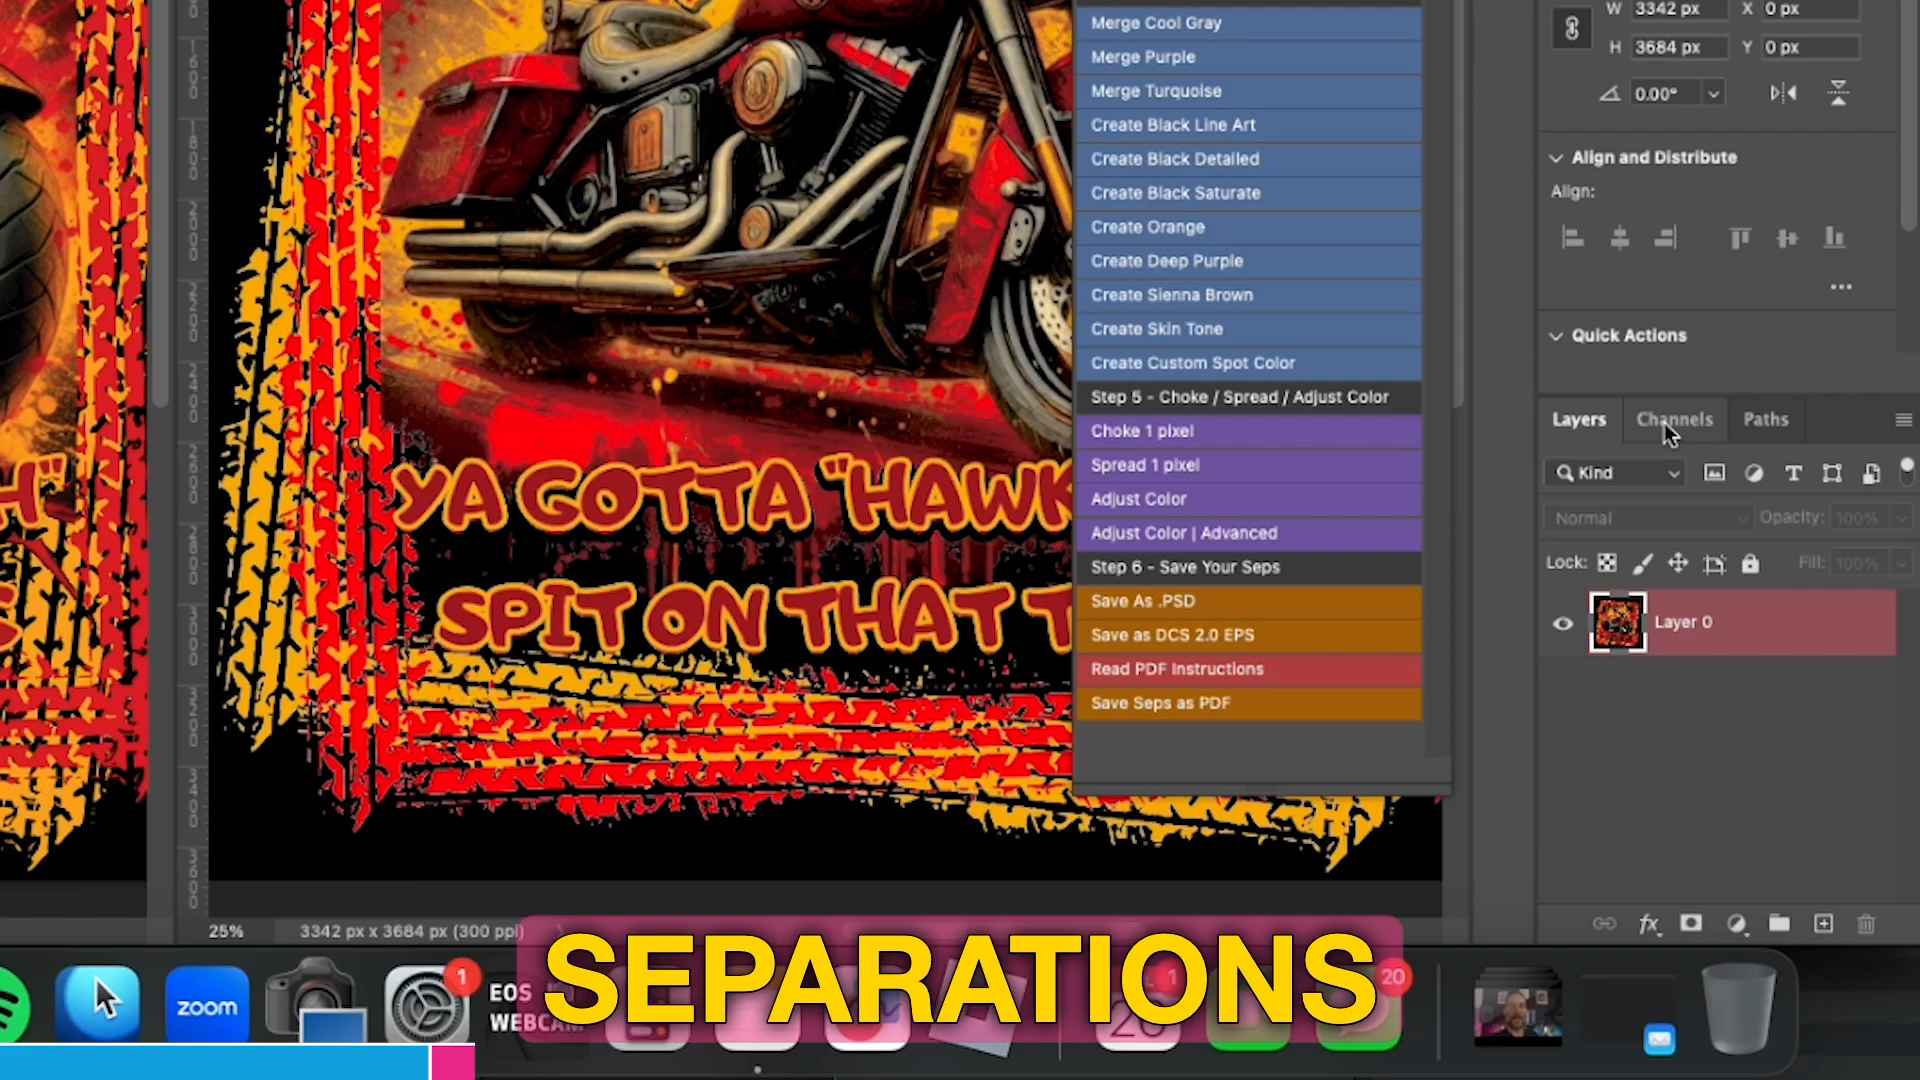 W 3342 px X 0 px
H 3684 px Y 0 px
0.00°
Align and Distribute
Align:
Quick Actions
Layers Channels Paths
Kind
Normal Opacity: 100%
Lock: Fill: 100%
Layer 0
Merge Cool Gray
Merge Purple
Merge Turquoise
Create Black Line Art
Create Black Detailed
Create Black Saturate
Create Orange
Create Deep Purple
Create Sienna Brown
Create Skin Tone
Create Custom Spot Color
Step 5 - Choke / Spread / Adjust Color
Choke 1 pixel
Spread 1 pixel
Adjust Color
Adjust Color | Advanced
Step 6 - Save Your Seps
Save As .PSD
Save as DCS 2.0 EPS
Read PDF Instructions
Save Seps as PDF
YA GOTTA "HAWK
SPIT ON THAT T
H"
S
25% 3342 px x 3684 px (300 ppi)
SEPARATIONS
zoom
1
EOS
WEBCAM
1
20